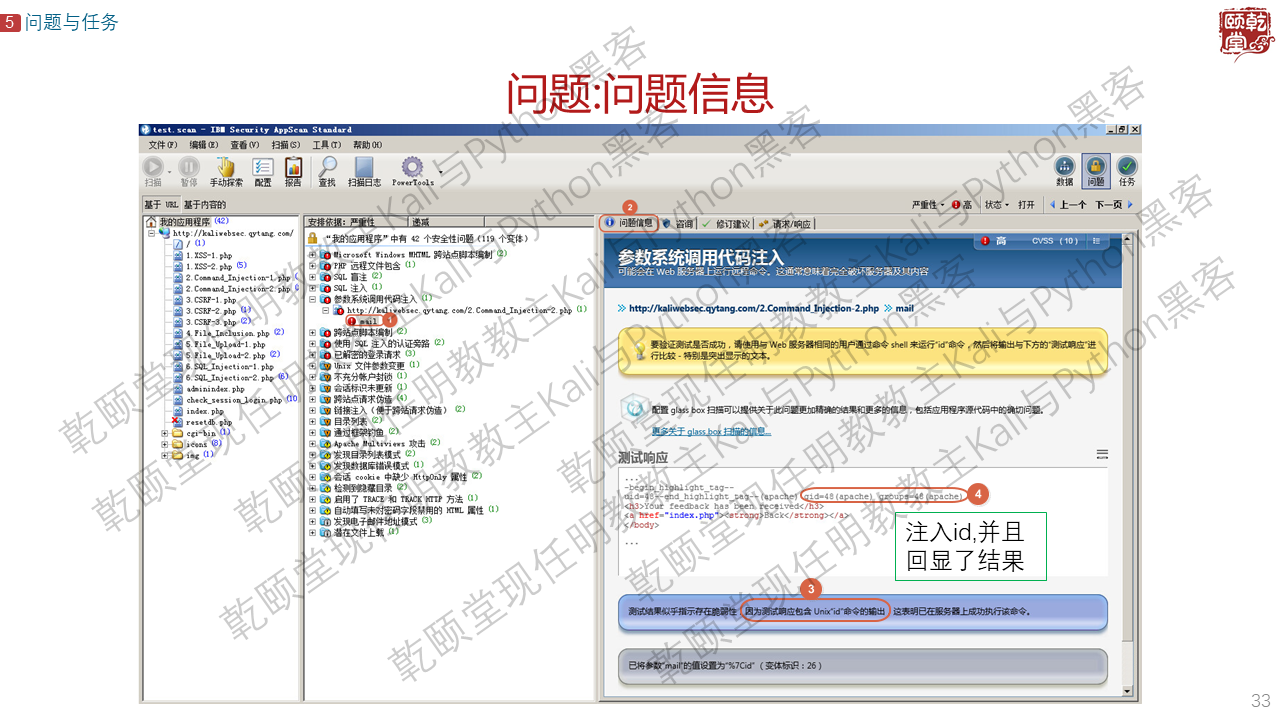 5 问题与任务
颐乾堂
问题:问题信息
test.scan - IBM Security AppScan Standard
文件(F) 编辑(E) 查看(V) 扫描(S) 工具(T) 帮助(H)
扫描 暂停 手动探索 配置 报告 查找 扫描日志 PowerTools 数据 问题 任务
基于 URL 基于内容的
严重性 高 状态 打开 上一个 下一页
我的应用程序 (42)
http://kaliwebsec.qytang.com/
/ (1)
1.XSS-1.php
1.XSS-2.php (5)
2.Command_Injection-1.php
2.Command_Injection-2.php
3.CSRF-1.php
3.CSRF-2.php (1)
3.CSRF-3.php (2)
4.File_Inclusion.php (2)
5.File_Upload-1.php
5.File_Upload-2.php (2)
6.SQL_Injection-1.php
6.SQL_Injection-2.php (6)
adminindex.php
check_session_login.php (10
index.php
resetdb.php
cgi-bin (1)
icons (8)
img (1)
安排依据: 严重性 递减
“我的应用程序”中有 42 个安全性问题(119 个变体)
Microsoft Windows MHTML 跨站点脚本编制 (2)
PHP 远程文件包含 (1)
SQL 盲注 (2)
SQL 注入 (1)
参数系统调用代码注入 (1)
http://kaliwebsec.qytang.com/2.Command_Injection-2.php (1)
mail 1
跨站点脚本编制 (2)
使用 SQL 注入的认证旁路 (2)
已解密的登录请求 (3)
Unix 文件参数变更 (1)
不充分帐户封锁 (1)
会话标识未更新 (1)
跨站点请求伪造 (4)
链接注入(便于跨站请求伪造) (2)
目录列表 (2)
通过框架钓鱼 (2)
Apache Multiviews 攻击 (2)
发现目录列表模式 (2)
发现数据库错误模式 (1)
会话 cookie 中缺少 HttpOnly 属性 (2)
检测到隐藏目录 (2)
启用了 TRACE 和 TRACK HTTP 方法 (1)
自动填写未对密码字段禁用的 HTML 属性 (1)
发现电子邮件地址模式 (3)
潜在文件上载 (1)
2
问题信息 咨询 修订建议 请求/响应
高 CVSS (10)
参数系统调用代码注入
可能会在 Web 服务器上运行远程命令。这通常意味着完全破坏服务器及其内容
http://kaliwebsec.qytang.com/2.Command_Injection-2.php mail
要验证测试是否成功，请使用与 Web 服务器相同的用户通过命令 shell 来运行“id”命令，然后将输出与下方的“测试响应”进
行比较 - 特别是突出显示的文本。
配置 glass box 扫描可以提供关于此问题更加精确的结果和更多的信息，包括应用程序源代码中的确切问题。
更多关于 glass box 扫描的信息...
测试响应
...
--begin_highlight_tag--
uid=48--end_highlight_tag--(apache) gid=48(apache) groups=48(apache) 4
<h3>Your feedback has been received</h3>
<a href="index.php"><strong>Back</strong></a>
</body>
...
注入id,并且
回显了结果
3
测试结果似乎指示存在脆弱性，因为测试响应包含 Unix“id”命令的输出，这表明已在服务器上成功执行该命令。
已将参数“mail”的值设置为“%7Cid”（变体标识：26）
乾颐堂现任明教教主Kali与Python黑客
33